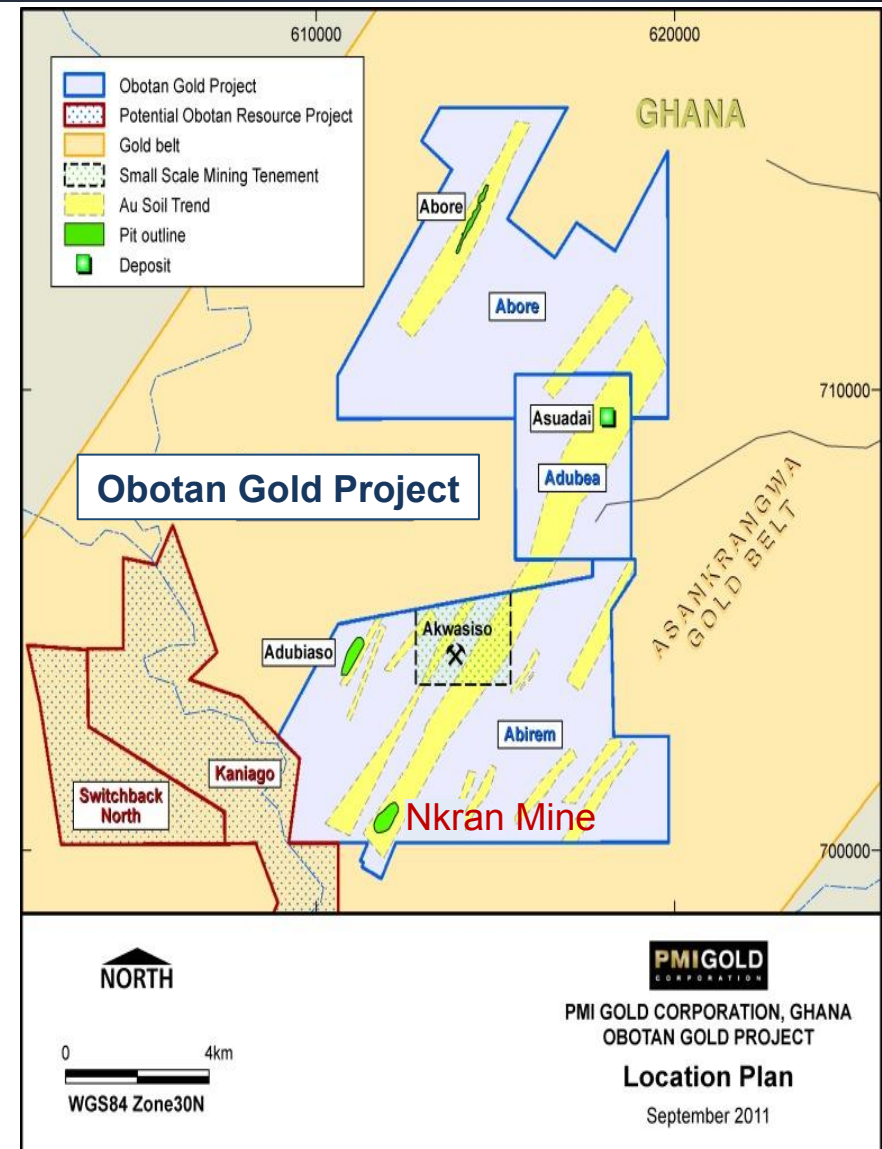 610000
620000
Obotan Gold Project
Potential Obotan Resource Project
Gold belt
Small Scale Mining Tenement
Au Soil Trend
Pit outline
Deposit
GHANA
Abore
Abore
710000
Asuadai
Adubea
Obotan Gold Project
ASANKRANGWA
GOLD BELT
Akwasiso
Adubiaso
Abirem
Kaniago
Switchback
North
Nkran Mine
700000
NORTH
0 4km
WGS84 Zone30N
PMIGOLD
CORPORATION
PMI GOLD CORPORATION, GHANA
OBOTAN GOLD PROJECT
Location Plan
September 2011